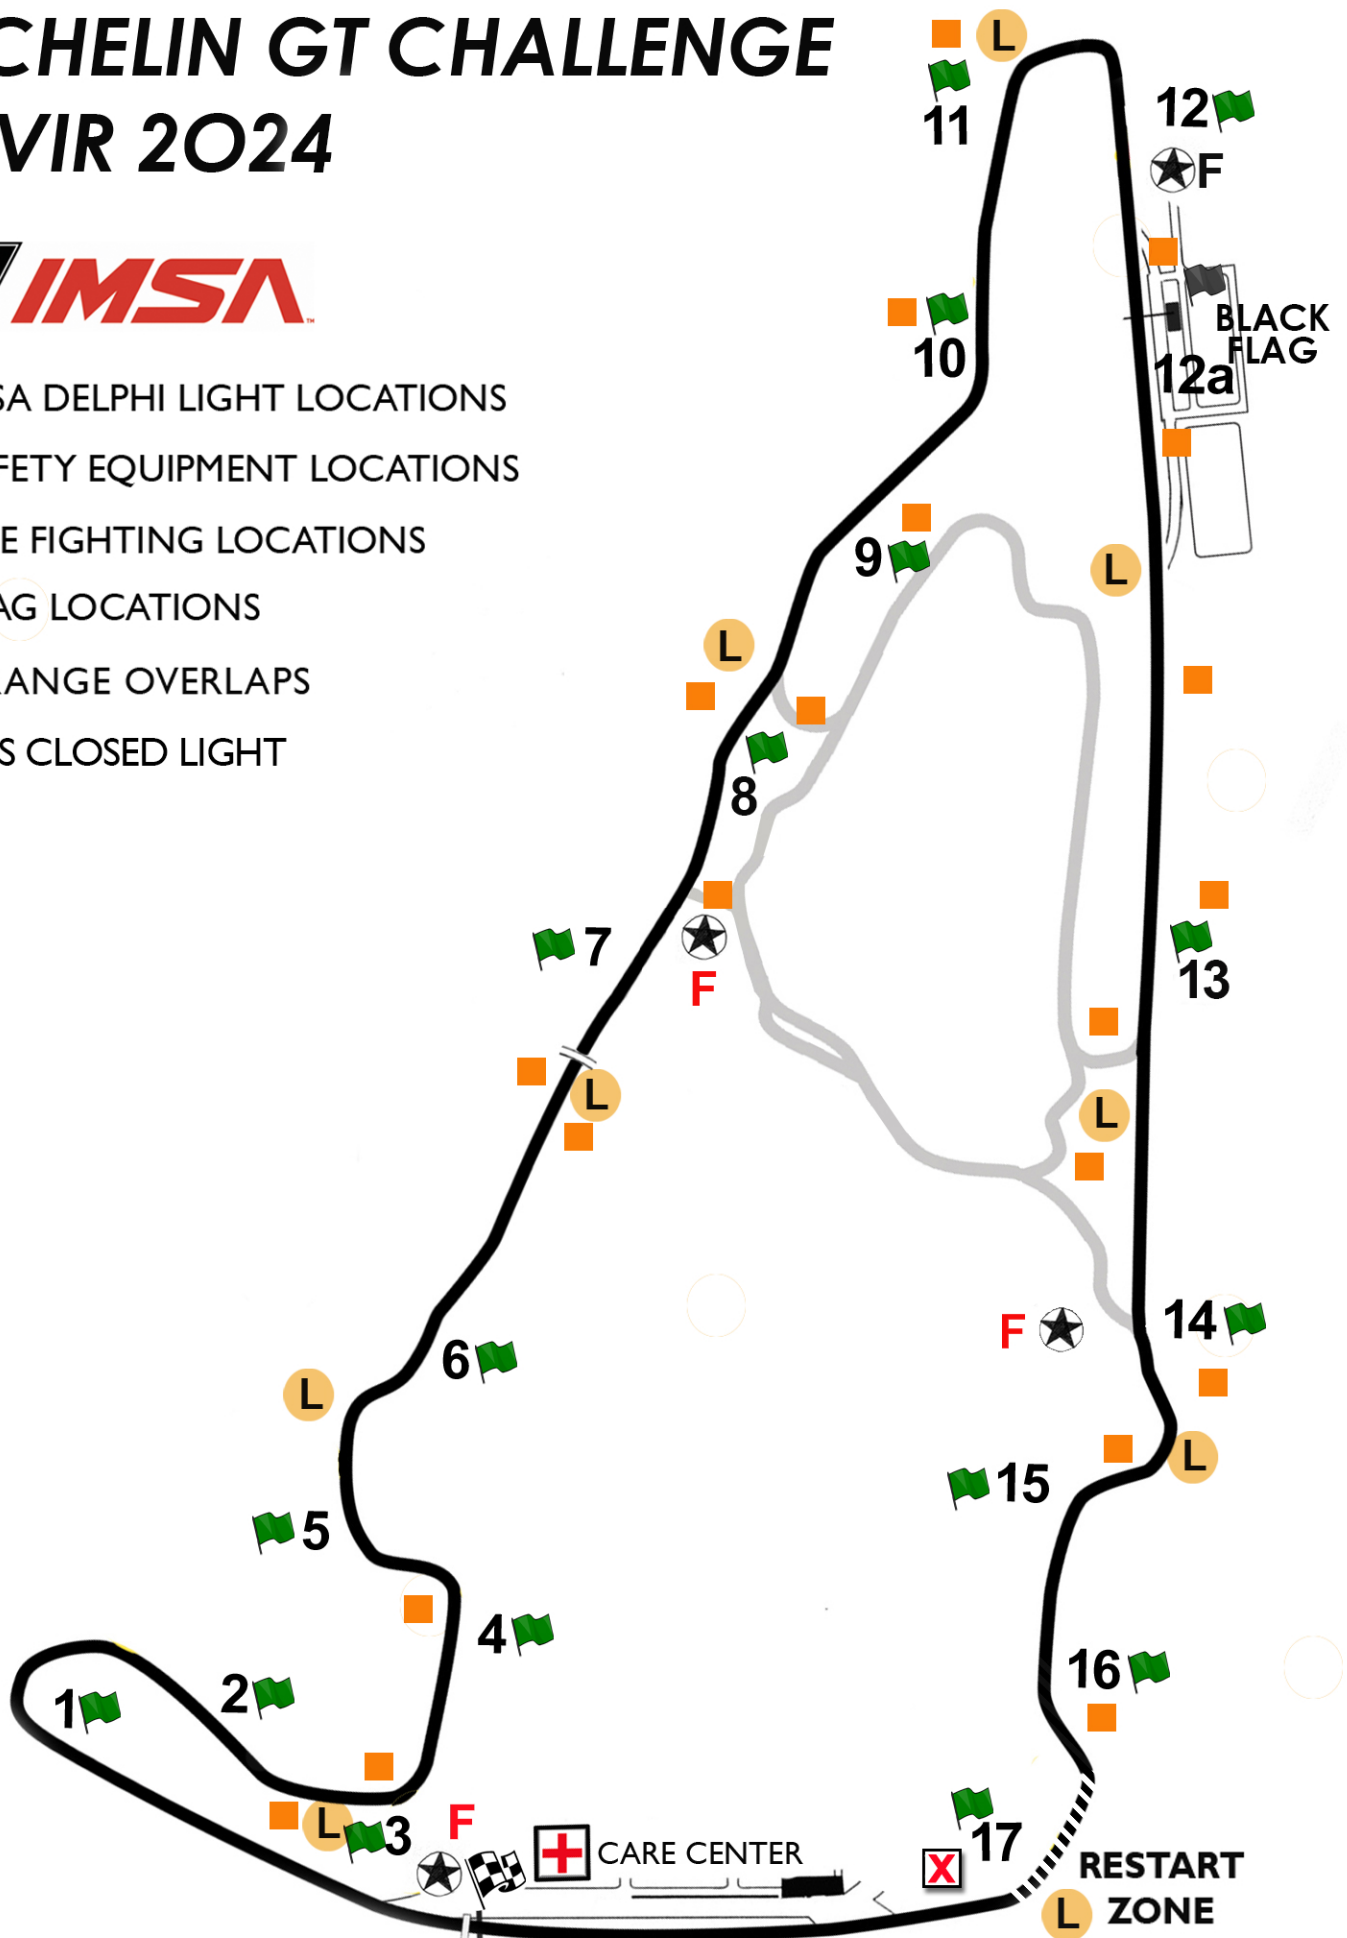 CHELIN GT CHALLENGE
VIR 2024
IMSA
TM
SA DELPHI LIGHT LOCATIONS
FETY EQUIPMENT LOCATIONS
E FIGHTING LOCATIONS
AG LOCATIONS
RANGE OVERLAPS
S CLOSED LIGHT
L
11
12
F
10
BLACK
FLAG
12a
9
L
L
8
7
F
13
L
L
F
14
6
L
L
15
5
4
16
2
1
L
3
F
CARE CENTER
17
X
RESTART
L ZONE